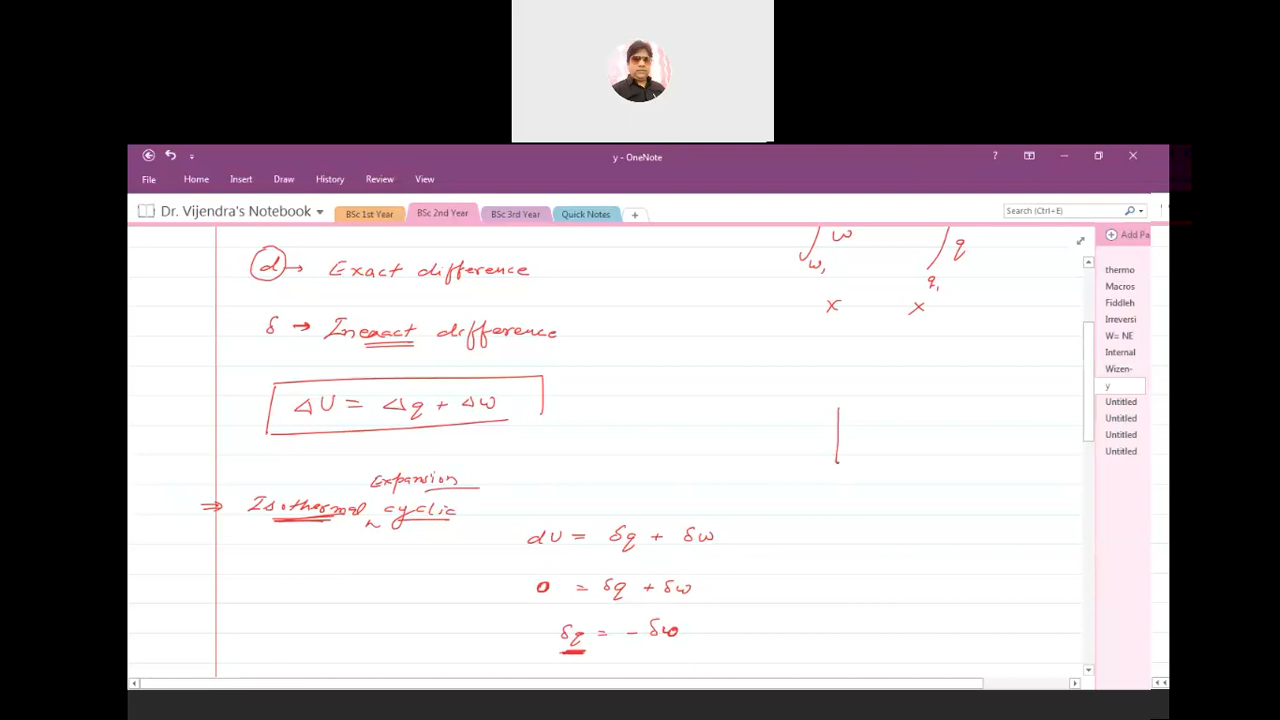 y - OneNote
?
File Home Insert Draw History Review View
Dr. Vijendra's Notebook BSc 1st Year BSc 2nd Year BSc 3rd Year Quick Notes + Search (Ctrl+E)
Add Pa
w q
w₁
q₁
x x
d → Exact difference
δ → Inexact difference
ΔU = Δq + Δw
Expansion
⇒ Isothermal cyclic
dU = δq + δw
0 = δq + δw
δq = - δw
thermo
Macros
Fiddleh
Irreversi
W= NE
Internal
Wizen-
y
Untitled
Untitled
Untitled
Untitled